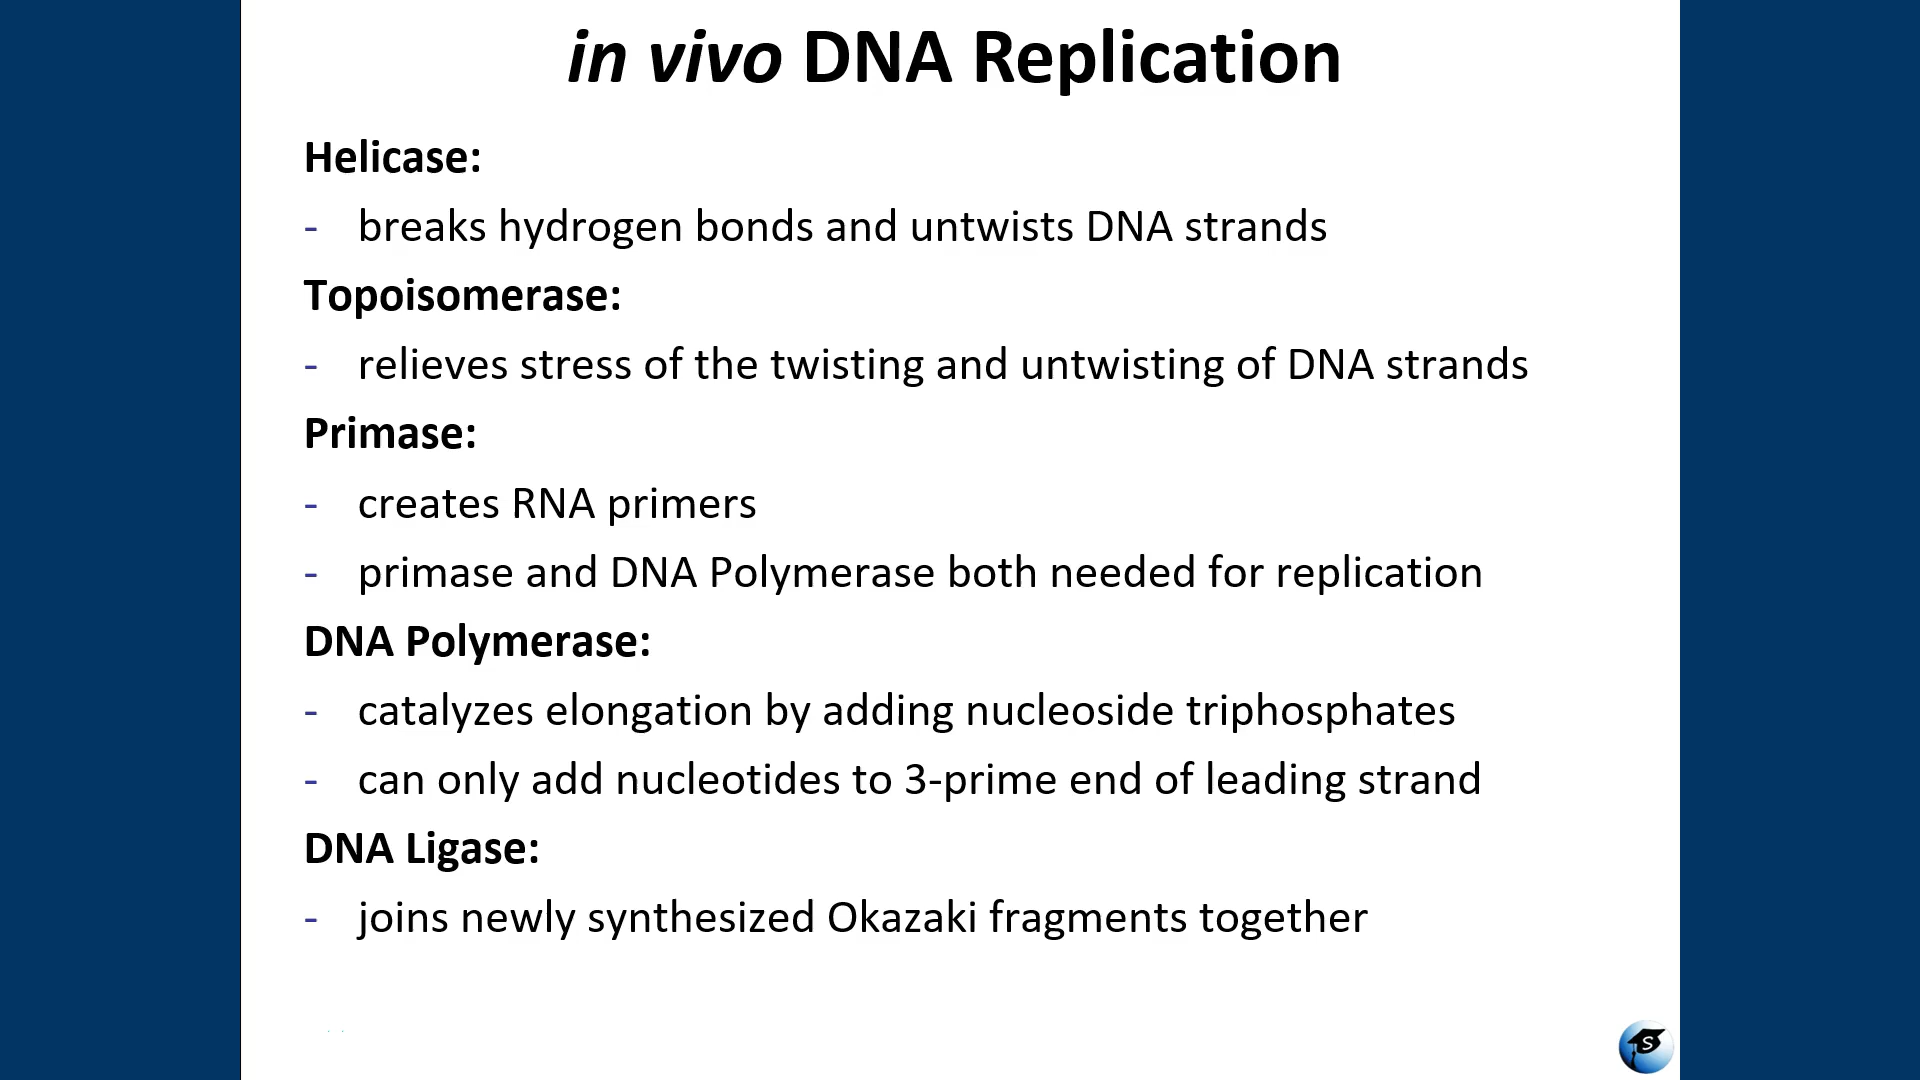 in vivo DNA Replication
Helicase:
- breaks hydrogen bonds and untwists DNA strands
Topoisomerase:
- relieves stress of the twisting and untwisting of DNA strands
Primase:
- creates RNA primers
- primase and DNA Polymerase both needed for replication
DNA Polymerase:
- catalyzes elongation by adding nucleoside triphosphates
- can only add nucleotides to 3-prime end of leading strand
DNA Ligase:
- joins newly synthesized Okazaki fragments together
S